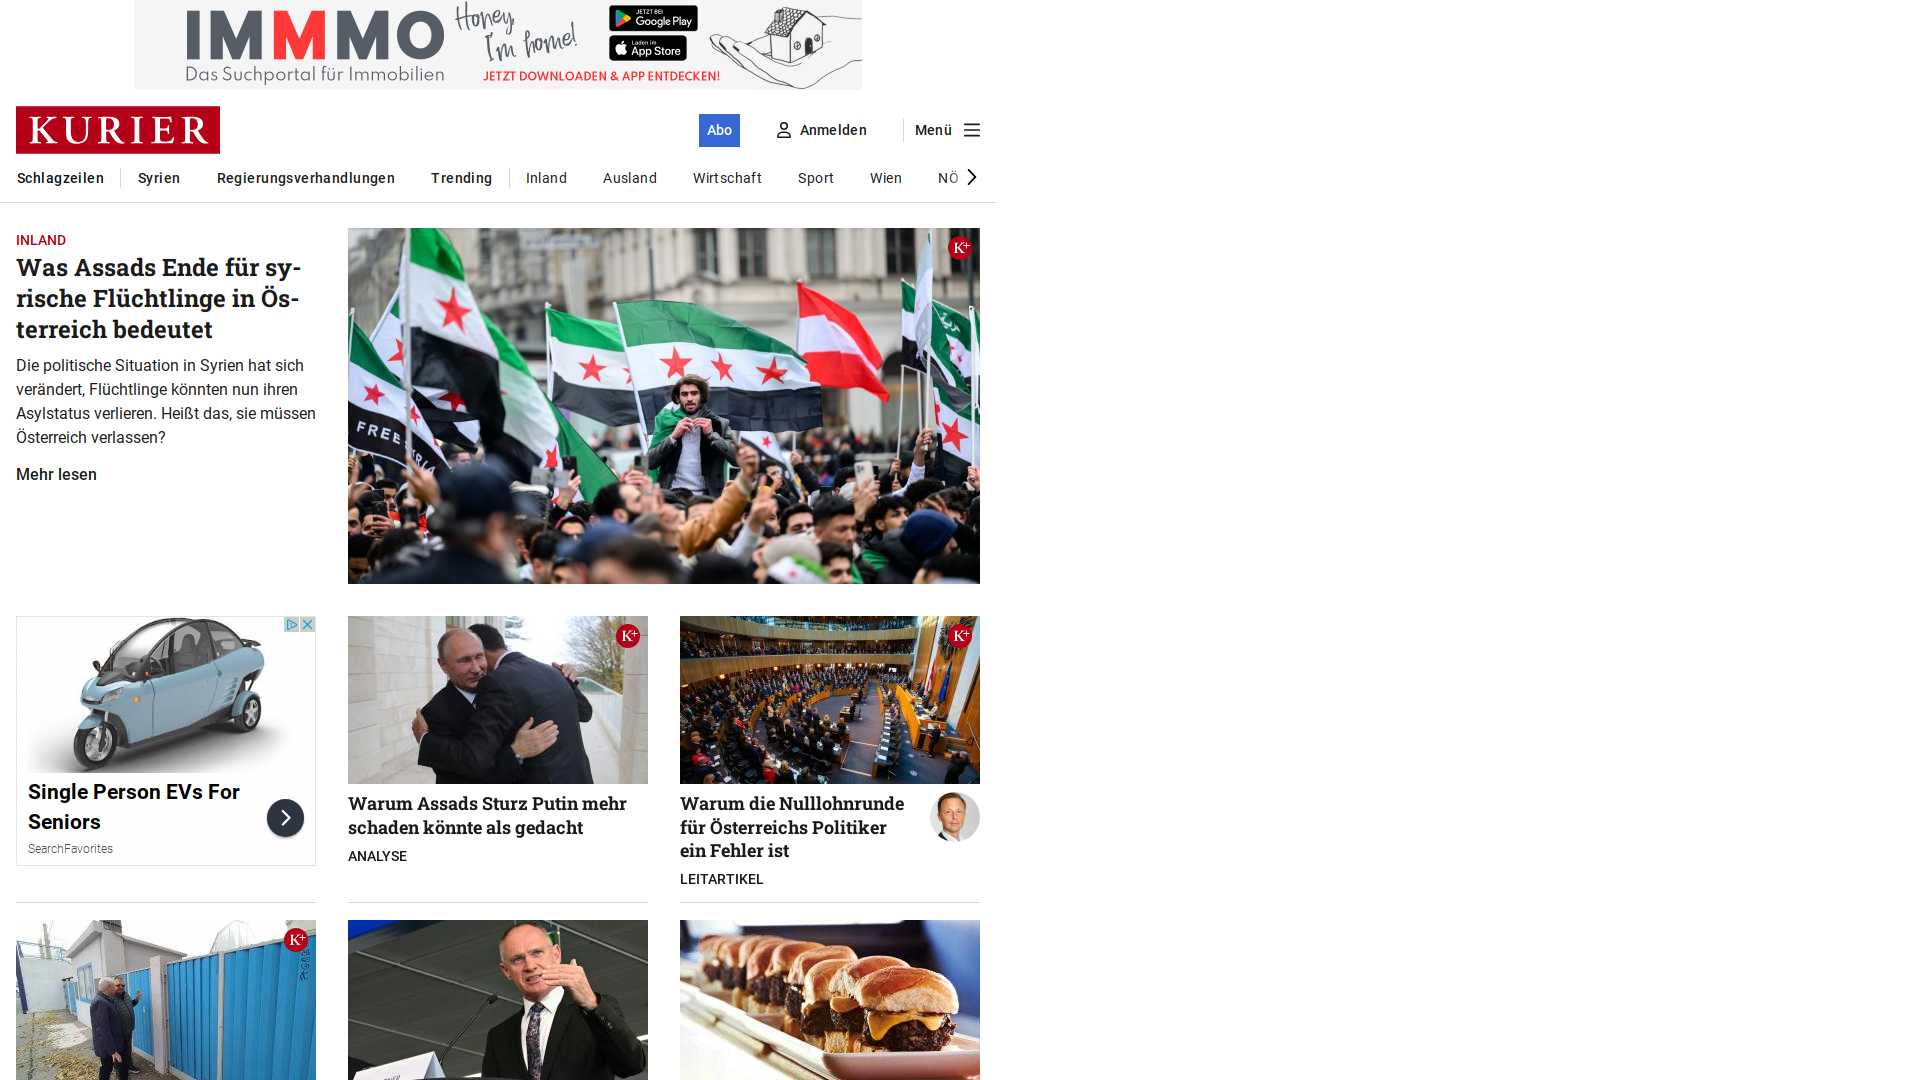 IMMMO
Das Suchportal für Immobilien
Honey,
I'm home!
JETZT BEI
Google Play
Laden im
App Store
JETZT DOWNLOADEN & APP ENTDECKEN!
KURIER
Abo
Anmelden
Menü
Schlagzeilen
Syrien
Regierungsverhandlungen
Trending
Inland
Ausland
Wirtschaft
Sport
Wien
NÖ
INLAND
Was Assads Ende für sy-
rische Flüchtlinge in Ös-
terreich bedeutet
Die politische Situation in Syrien hat sich
verändert, Flüchtlinge könnten nun ihren
Asylstatus verlieren. Heißt das, sie müssen
Österreich verlassen?
Mehr lesen
K+
FREE
Single Person EVs For
Seniors
SearchFavorites
K+
Warum Assads Sturz Putin mehr
schaden könnte als gedacht
ANALYSE
K+
Warum die Nulllohnrunde
für Österreichs Politiker
ein Fehler ist
LEITARTIKEL
K+